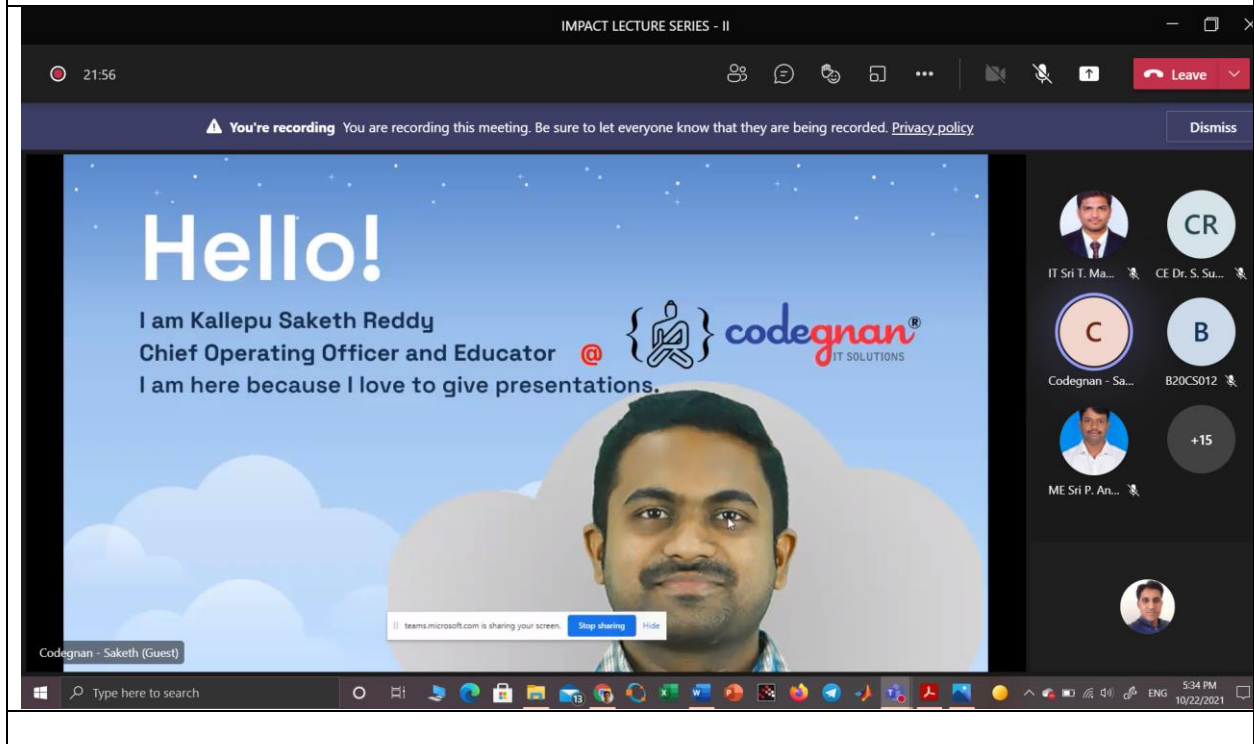 IMPACT LECTURE SERIES - II
21:56
Leave
You're recording You are recording this meeting. Be sure to let everyone know that they are being recorded. Privacy policy
Dismiss
Hello!
I am Kallepu Saketh Reddy
Chief Operating Officer and Educator @
I am here because I love to give presentations.
{ } codegnan®
IT SOLUTIONS
IT Sri T. Ma...
CR
CE Dr. S. Su...
C
Codegnan - Sa...
B
B20CS012
ME Sri P. An...
+15
teams.microsoft.com is sharing your screen. Stop sharing Hide
Codegnan - Saketh (Guest)
Type here to search
13
ENG
5:34 PM
10/22/2021